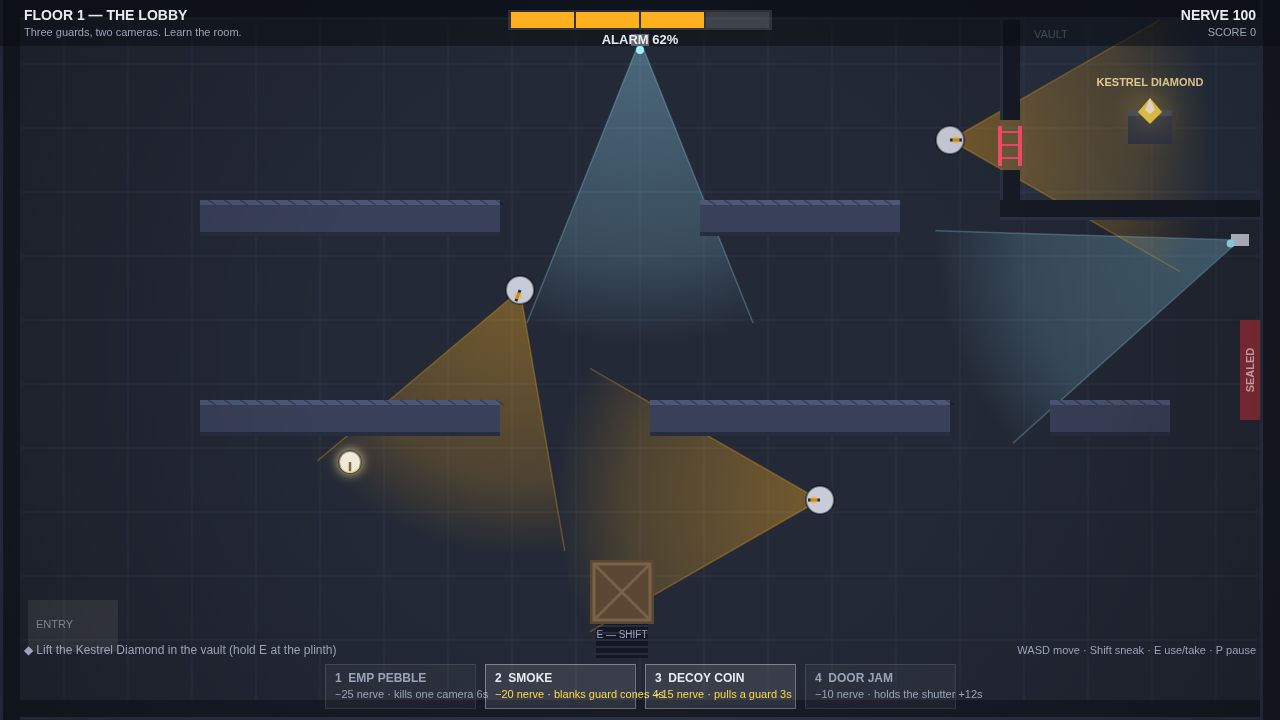 FLOOR 1 — THE LOBBY
Three guards, two cameras. Learn the room.
ALARM 62%
NERVE 100
SCORE 0
VAULT
KESTREL DIAMOND
SEALED
ENTRY
E — SHIFT
◆ Lift the Kestrel Diamond in the vault (hold E at the plinth)
WASD move · Shift sneak · E use/take · P pause
1 EMP PEBBLE
−25 nerve · kills one camera 6s
2 SMOKE
−20 nerve · blanks guard cones 4s
3 DECOY COIN
−15 nerve · pulls a guard 3s
4 DOOR JAM
−10 nerve · holds the shutter +12s